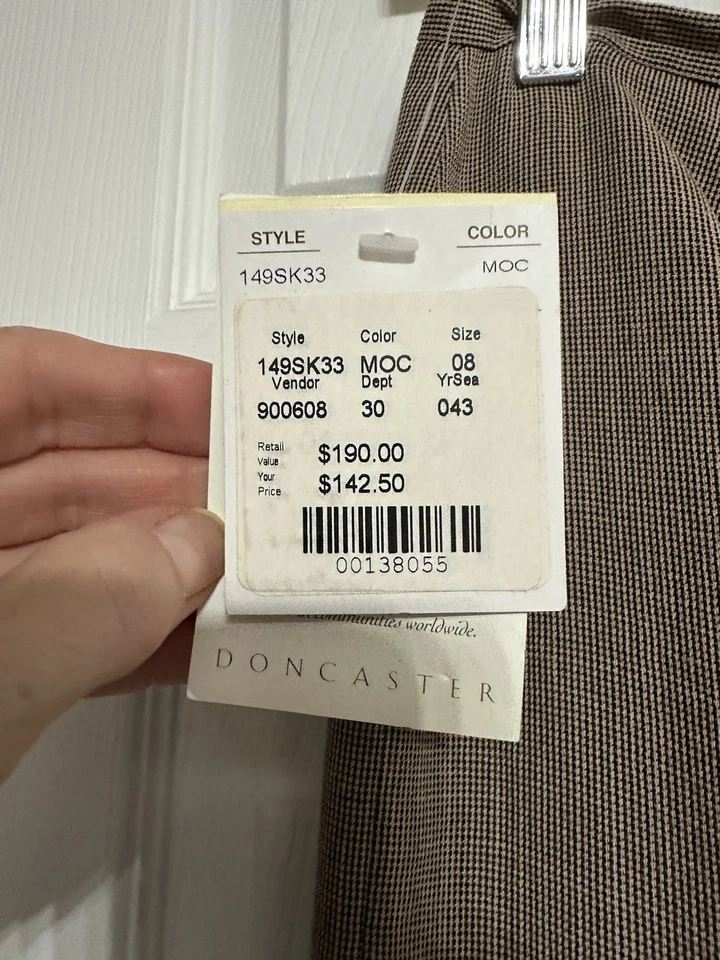 STYLE COLOR
149SK33 MOC
Style Color Size
149SK33 MOC 08
Vendor Dept YrSea
900608 30 043
Retail
Value $190.00
Your
Price $142.50
00138055
communities worldwide.
DONCASTER